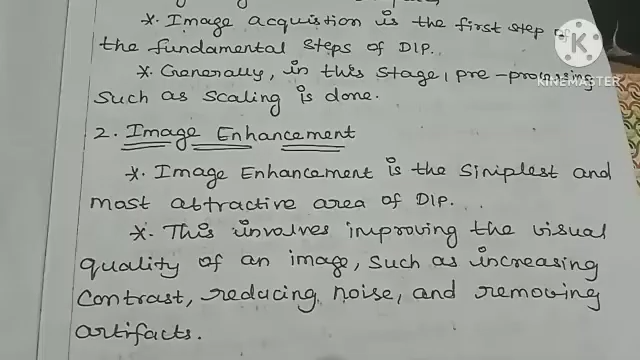 *. Image acquistion is the first step of
the fundamental steps of DIP.
*. Generally, in this stage, pre-processing
such as scaling is done.
2. Image Enhancement
*. Image Enhancement is the simplest and
most attractive area of DIP...
*. This involves improving the visual
quality of an image, such as increasing
contrast, reducing noise, and removing
artifacts.
K
KINEMASTER